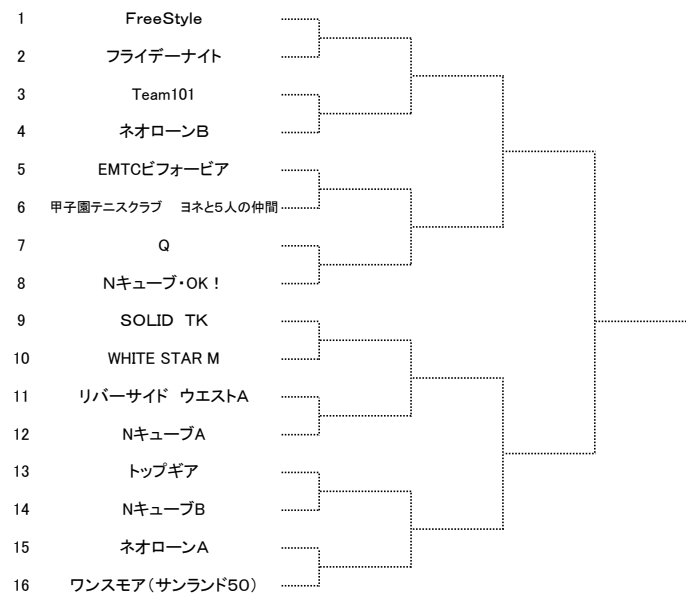 1 FreeStyle
2 フライデーナイト
3 Team101
4 ネオローンB
5 EMTCビフォービア
6 甲子園テニスクラブ　ヨネと5人の仲間
7 Q
8 Nキューブ・OK！
9 SOLID TK
10 WHITE STAR M
11 リバーサイド ウエストA
12 NキューブA
13 トップギア
14 NキューブB
15 ネオローンA
16 ワンスモア（サンランド50）